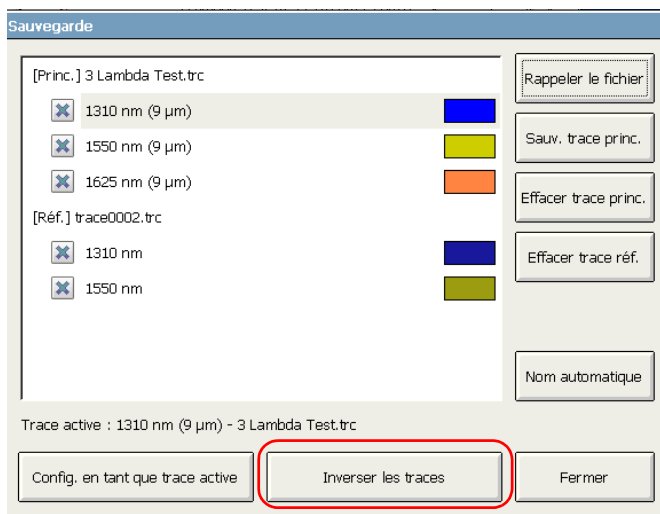 Sauvegarde
[Princ.] 3 Lambda Test.trc
1310 nm (9 µm)
1550 nm (9 µm)
1625 nm (9 µm)
[Réf.] trace0002.trc
1310 nm
1550 nm
Rappeler le fichier
Sauv. trace princ.
Effacer trace princ.
Effacer trace réf.
Nom automatique
Trace active : 1310 nm (9 µm) - 3 Lambda Test.trc
Config. en tant que trace active
Inverser les traces
Fermer